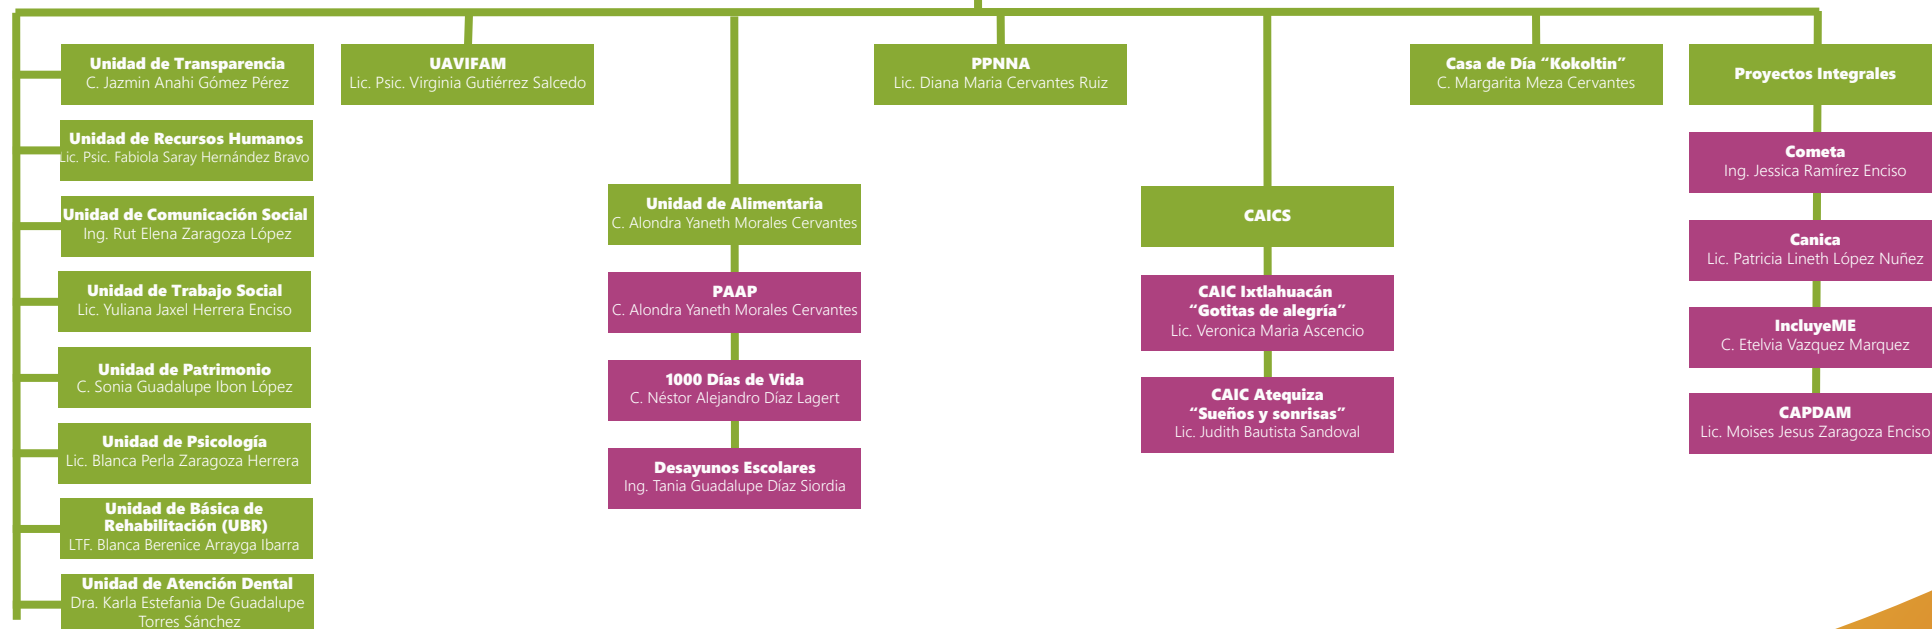 Unidad de Transparencia
C. Jazmin Anahi Gómez Pérez
Unidad de Recursos Humanos
Lic. Psic. Fabiola Saray Hernández Bravo
Unidad de Comunicación Social
Ing. Rut Elena Zaragoza López
Unidad de Trabajo Social
Lic. Yuliana Jaxel Herrera Enciso
Unidad de Patrimonio
C. Sonia Guadalupe Ibon López
Unidad de Psicología
Lic. Blanca Perla Zaragoza Herrera
Unidad de Básica de
Rehabilitación (UBR)
LTF. Blanca Berenice Arrayga Ibarra
Unidad de Atención Dental
Dra. Karla Estefania De Guadalupe
Torres Sánchez
UAVIFAM
Lic. Psic. Virginia Gutiérrez Salcedo
Unidad de Alimentaria
C. Alondra Yaneth Morales Cervantes
PAAP
C. Alondra Yaneth Morales Cervantes
1000 Días de Vida
C. Néstor Alejandro Díaz Lagert
Desayunos Escolares
Ing. Tania Guadalupe Díaz Siordia
PPNNA
Lic. Diana Maria Cervantes Ruiz
CAICS
CAIC Ixtlahuacán
“Gotitas de alegría”
Lic. Veronica Maria Ascencio
CAIC Atequiza
“Sueños y sonrisas”
Lic. Judith Bautista Sandoval
Casa de Día “Kokoltin”
C. Margarita Meza Cervantes
Proyectos Integrales
Cometa
Ing. Jessica Ramírez Enciso
Canica
Lic. Patricia Lineth López Nuñez
IncluyeME
C. Etelvia Vazquez Marquez
CAPDAM
Lic. Moises Jesus Zaragoza Enciso